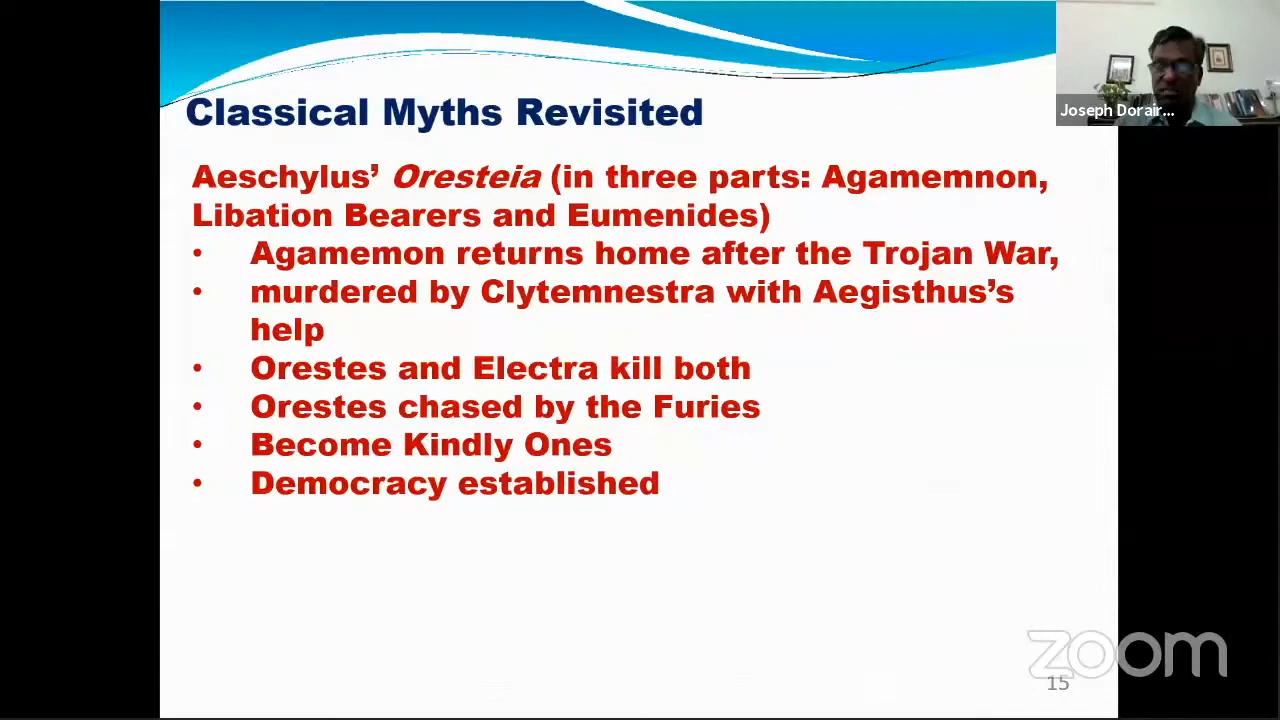 Classical Myths Revisited
Joseph Dorair...
Aeschylus’ Oresteia (in three parts: Agamemnon,
Libation Bearers and Eumenides)
• Agamemon returns home after the Trojan War,
• murdered by Clytemnestra with Aegisthus’s
help
• Orestes and Electra kill both
• Orestes chased by the Furies
• Become Kindly Ones
• Democracy established
zoom
15